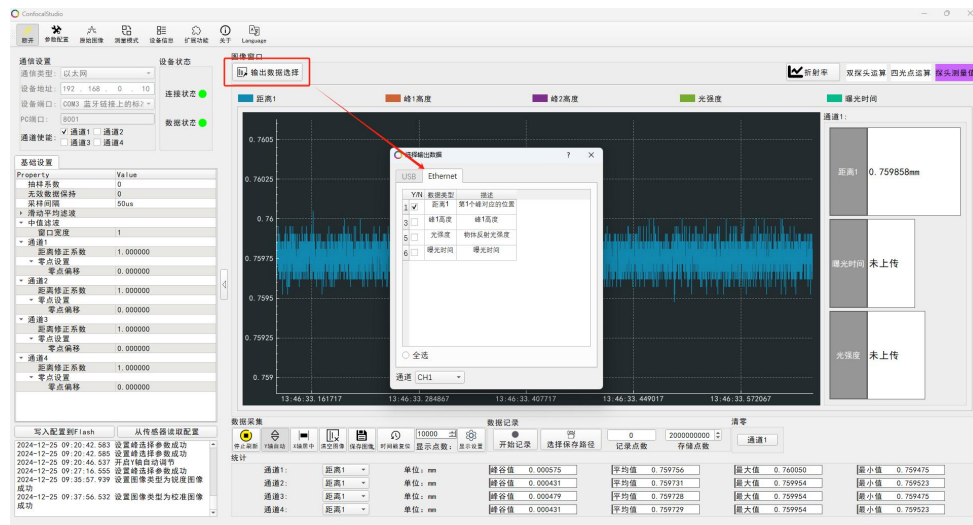 ConfocalStudio
断开 参数配置 原始图像 测量模式 设备信息 扩展功能 关于 Language
通信设置 设备状态
通信类型: 以太网
设备地址: 192 . 168 . 0 . 10
设备端口: COM3 蓝牙链接上的标2
PC端口: 8001
通道使能: 通道1 通道2
通道3 通道4
连接状态
数据状态
基础设置
Property Value
抽样系数 0
无效数据保持 0
采样间隔 50us
滑动平均滤波
中值滤波
窗口宽度 1
通道1
距离修正系数 1.000000
零点设置
零点偏移 0.000000
通道2
距离修正系数 1.000000
零点设置
零点偏移 0.000000
通道3
距离修正系数 1.000000
零点设置
零点偏移 0.000000
通道4
距离修正系数 1.000000
零点设置
零点偏移 0.000000
写入配置到Flash 从传感器读取配置
2024-12-25 09:20:42.583 设置峰选择参数成功
2024-12-25 09:20:42.585 设置峰选择参数成功
2024-12-25 09:20:46.537 开启Y轴自动调节
2024-12-25 09:27:16.555 设置峰选择参数成功
2024-12-25 09:35:57.939 设置图像类型为锐度图像
成功
2024-12-25 09:37:56.532 设置图像类型为校准图像
成功
图像窗口
输出数据选择
折射率 双探头运算 四光点运算 探头测量值
距离1 峰1高度 峰2高度 光强度 曝光时间
0.7605
0.76025
0.76
0.75975
0.7595
0.75925
0.759
13:46:33.161717 13:46:33.284867 13:46:33.407717 13:46:33.449017 13:46:33.572067
选择输出数据 ?
USB Ethernet
Y/N 数据类型 描述
1 距离1 第1个峰对应的位置
3 峰1高度 峰1高度
5 光强度 物体反射光强度
6 曝光时间 曝光时间
全选
通道 CH1
通道1:
距离1 0.759858mm
曝光时间 未上传
光强度 未上传
数据采集 数据记录 清零
停止刷新 Y轴自动 X轴居中 清空图像 保存图像 时间戳复位 10000 显示点数: 显示设置
开始记录 选择保存路径 0 记录点数 2000000000 存储点数 通道1
统计
通道1: 距离1 单位: mm 峰谷值 0.000575 平均值 0.759756 最大值 0.760050 最小值 0.759475
通道2: 距离1 单位: mm 峰谷值 0.000431 平均值 0.759731 最大值 0.759954 最小值 0.759523
通道3: 距离1 单位: mm 峰谷值 0.000479 平均值 0.759728 最大值 0.759954 最小值 0.759475
通道4: 距离1 单位: mm 峰谷值 0.000431 平均值 0.759729 最大值 0.759954 最小值 0.759523